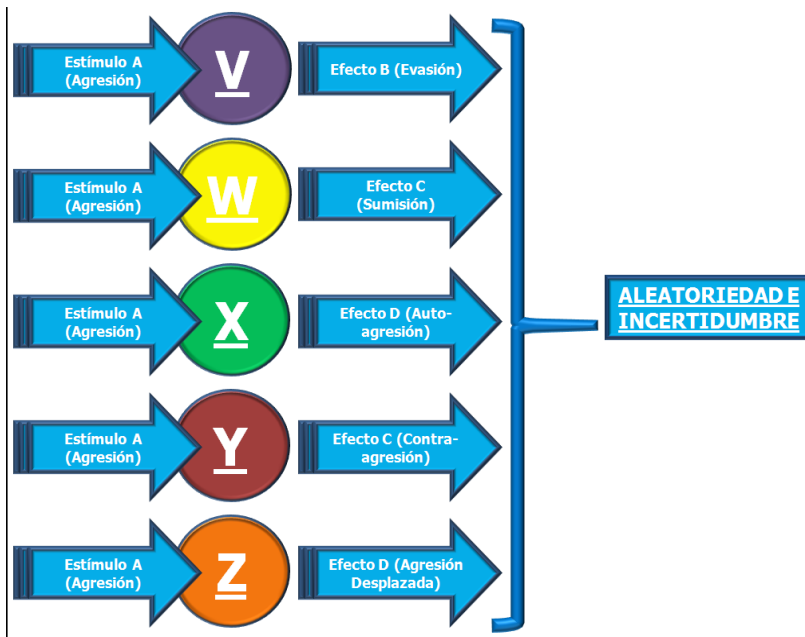 Estímulo A
(Agresión)
V
Efecto B (Evasión)
Estímulo A
(Agresión)
W
Efecto C
(Sumisión)
Estímulo A
(Agresión)
X
Efecto D (Auto-
agresión)
ALEATORIEDAD E
INCERTIDUMBRE
Estímulo A
(Agresión)
Y
Efecto C (Contra-
agresión)
Estímulo A
(Agresión)
Z
Efecto D (Agresión
Desplazada)